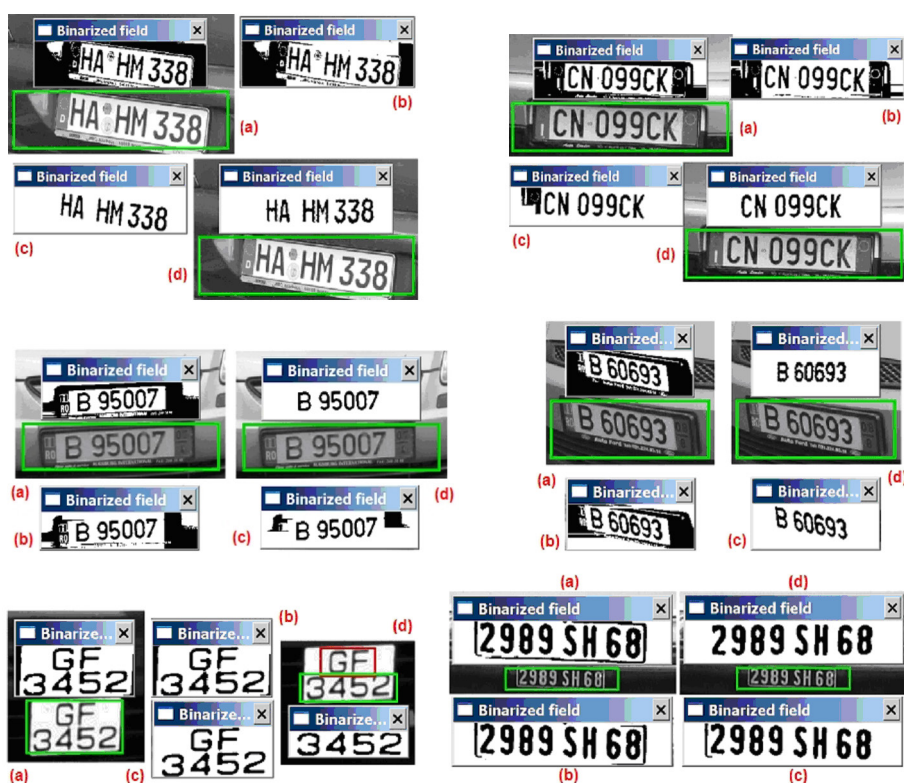 Binarized field
HA HM 338
Binarized field
HA HM 338
(b)
D HA HM 338
(a)
Binarized field
HA HM 338
(c)
Binarized field
HA HM 338
(d)
D HA HM 338
Binarized field
CN 099CK
Binarized field
CN 099CK
(b)
I CN 099CK
(a)
Binarized field
CN 099CK
(c)
Binarized field
CN 099CK
(d)
CN 099CK
Binarized field
B 95007
RO B 95007
(a)
Binarized field
B 95007
(b)
Binarized field
B 95007
RO B 95007
(d)
Binarized field
B 95007
(c)
Binarized...
B 60693
B 60693
(a)
Binarized...
B 60693
(b)
Binarized...
B 60693
B 60693
(d)
Binarized...
B 60693
(c)
Binarize...
GF
3452
GF
3452
(a)
(b)
Binarize...
GF
3452
Binarize...
GF
3452
(c)
(d)
GF
3452
Binarize...
3452
(a)
Binarized field
2989 SH 68
2989 SH 68
Binarized field
2989 SH 68
(b)
(d)
Binarized field
2989 SH 68
2989 SH 68
Binarized field
2989 SH 68
(c)